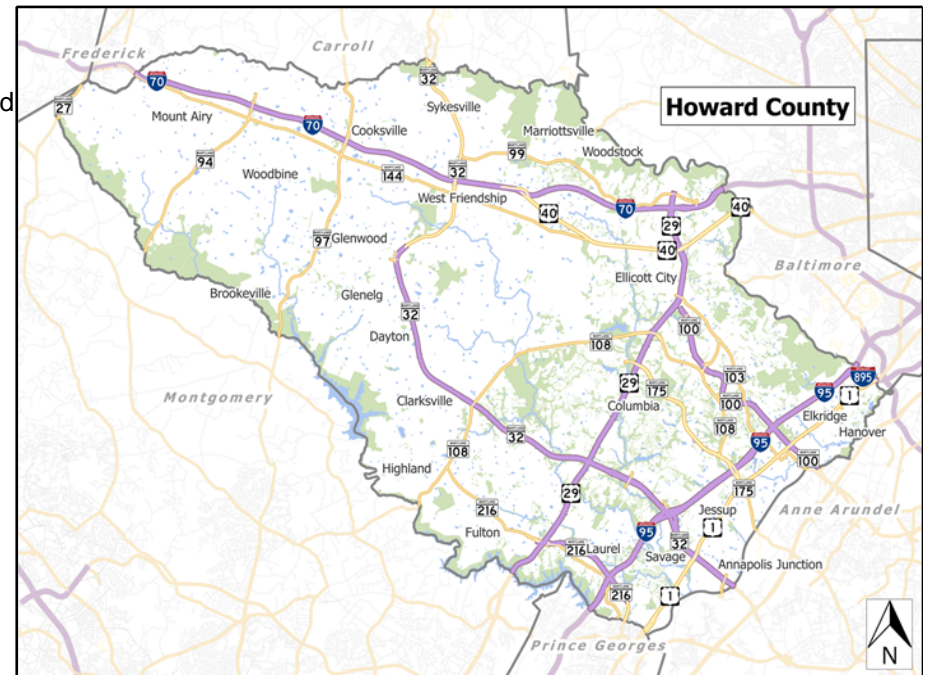 Frederick
Carroll
d
70
32
27
Howard County
Sykesville
Mount Airy
70
Cooksville
Marriottsville
94
99
Woodstock
144
32
Woodbine
West Friendship
40
70
40
29
97
Glenwood
40
Baltimore
Ellicott City
Brookeville
Glenelg
32
100
Dayton
108
895
Montgomery
29
175
103
95
1
Clarksville
Columbia
100
Elkridge
108
Hanover
32
95
108
100
Highland
29
175
216
Jessup
Anne Arundel
Fulton
95
1
216
Laurel
32
Savage
Annapolis Junction
216
1
Prince Georges
N